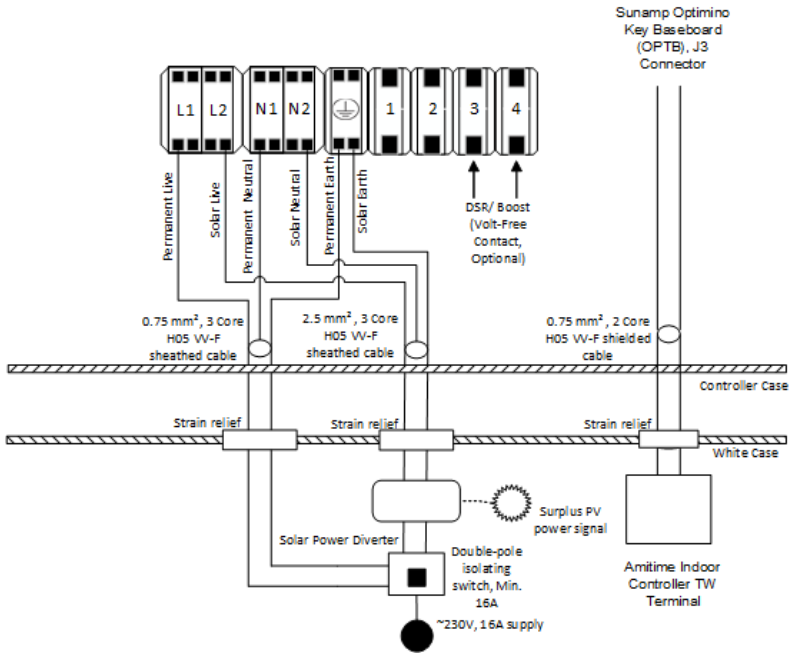 Sunamp Optimino
Key Baseboard
(OPTB), J3
Connector
L1 L2 N1 N2 1 2 3 4
Permanent Live
Solar Live
Permanent Neutral
Solar Neutral
Permanent Earth
Solar Earth
DSR/ Boost
(Volt-Free
Contact,
Optional)
0.75 mm², 3 Core
H05 VV-F
sheathed cable
2.5 mm², 3 Core
H05 VV-F
sheathed cable
0.75 mm², 2 Core
H05 VV-F shielded
cable
Controller Case
Strain relief
Strain relief
Strain relief
White Case
Surplus PV
power signal
Solar Power Diverter
Double-pole
isolating
switch, Min.
16A
~230V, 16A supply
Amitime Indoor
Controller TW
Terminal